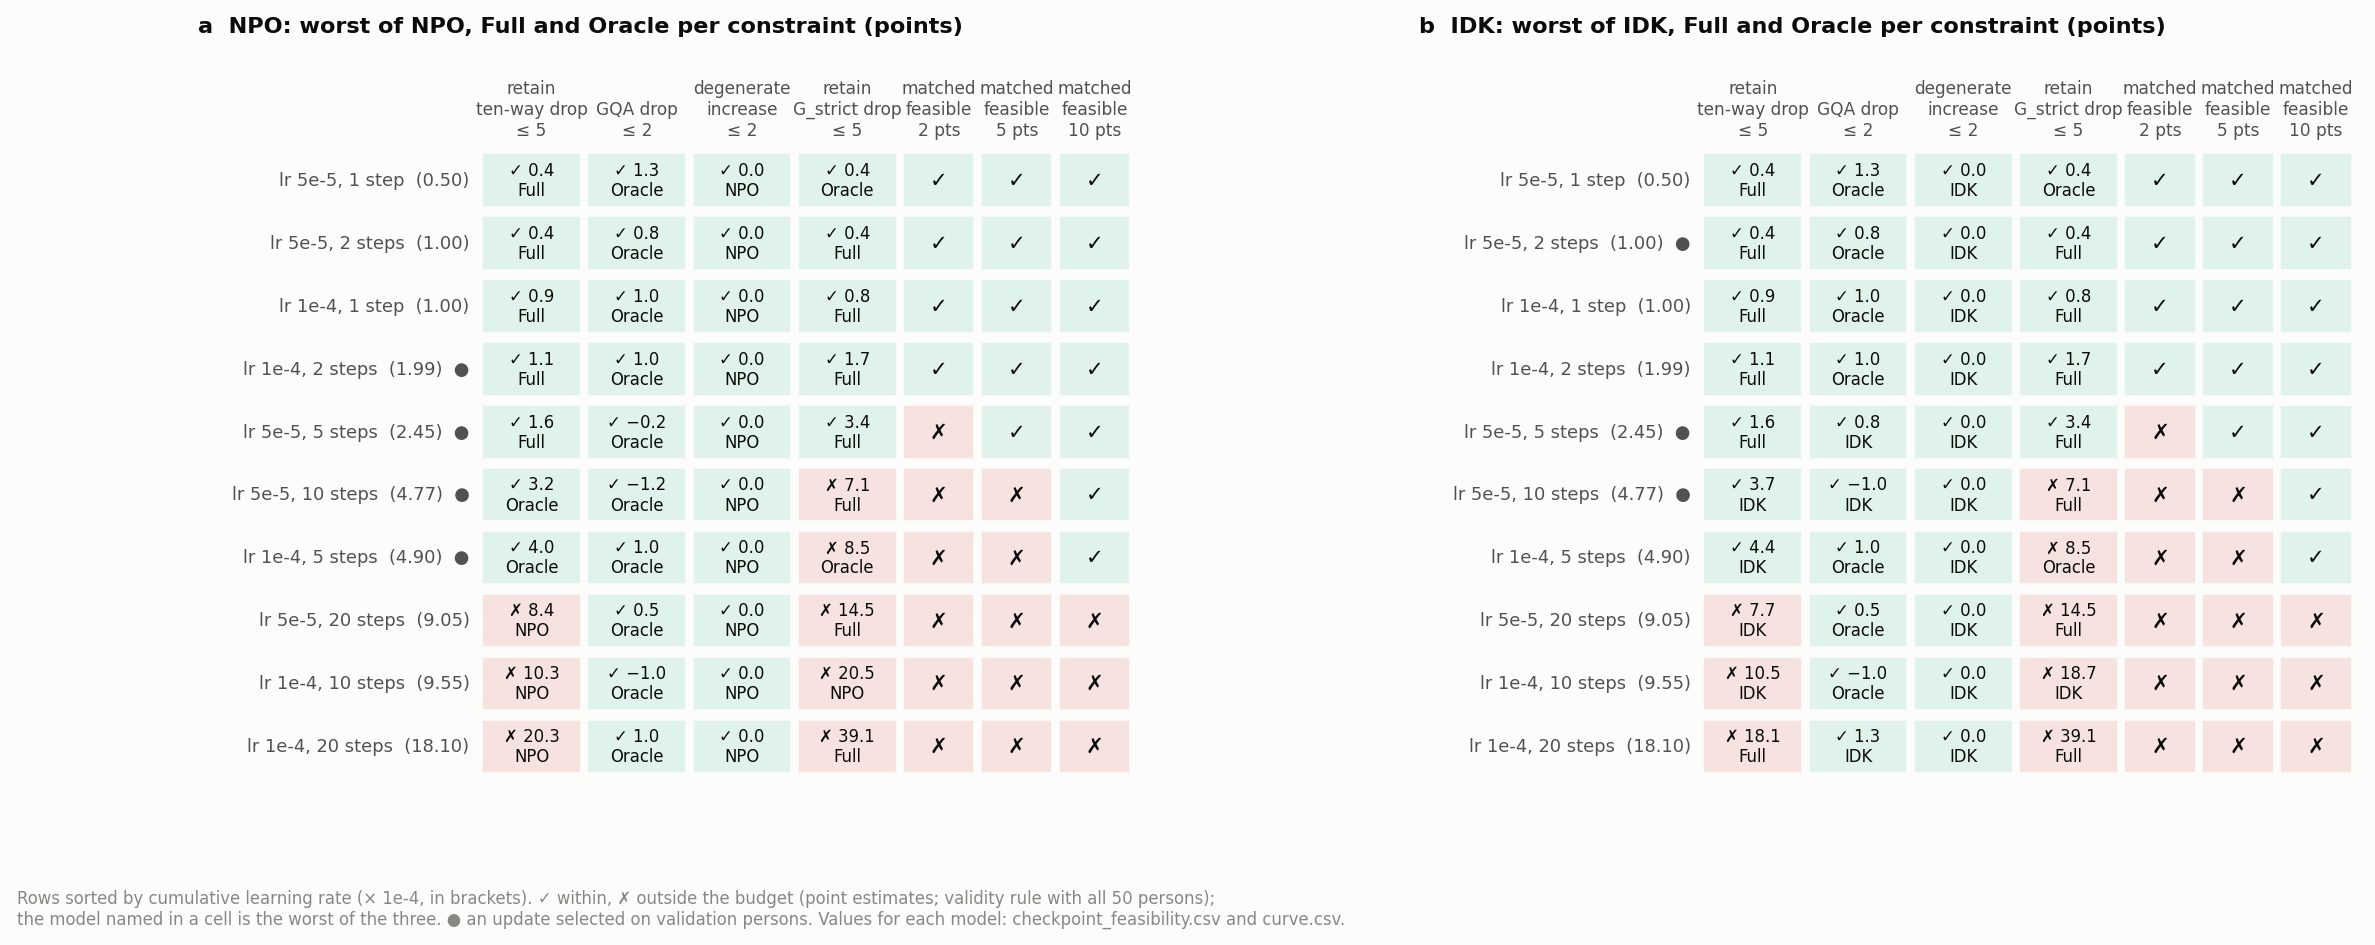 a NPO: worst of NPO, Full and Oracle per constraint (points)
retain ten-way drop ≤ 5
GQA drop ≤ 2
degenerate increase ≤ 2
retain G_strict drop ≤ 5
matched feasible 2 pts
matched feasible 5 pts
matched feasible 10 pts
lr 5e-5, 1 step (0.50) ✓ 0.4 Full ✓ 1.3 Oracle ✓ 0.0 NPO ✓ 0.4 Oracle ✓ ✓ ✓
lr 5e-5, 2 steps (1.00) ✓ 0.4 Full ✓ 0.8 Oracle ✓ 0.0 NPO ✓ 0.4 Full ✓ ✓ ✓
lr 1e-4, 1 step (1.00) ✓ 0.9 Full ✓ 1.0 Oracle ✓ 0.0 NPO ✓ 0.8 Full ✓ ✓ ✓
lr 1e-4, 2 steps (1.99) ● ✓ 1.1 Full ✓ 1.0 Oracle ✓ 0.0 NPO ✓ 1.7 Full ✓ ✓ ✓
lr 5e-5, 5 steps (2.45) ● ✓ 1.6 Full ✓ −0.2 Oracle ✓ 0.0 NPO ✓ 3.4 Full ✗ ✓ ✓
lr 5e-5, 10 steps (4.77) ● ✓ 3.2 Oracle ✓ −1.2 Oracle ✓ 0.0 NPO ✗ 7.1 Full ✗ ✗ ✓
lr 1e-4, 5 steps (4.90) ● ✓ 4.0 Oracle ✓ 1.0 Oracle ✓ 0.0 NPO ✗ 8.5 Oracle ✗ ✗ ✓
lr 5e-5, 20 steps (9.05) ✗ 8.4 NPO ✓ 0.5 Oracle ✓ 0.0 NPO ✗ 14.5 Full ✗ ✗ ✗
lr 1e-4, 10 steps (9.55) ✗ 10.3 NPO ✓ −1.0 Oracle ✓ 0.0 NPO ✗ 20.5 NPO ✗ ✗ ✗
lr 1e-4, 20 steps (18.10) ✗ 20.3 NPO ✓ 1.0 Oracle ✓ 0.0 NPO ✗ 39.1 Full ✗ ✗ ✗
b IDK: worst of IDK, Full and Oracle per constraint (points)
retain ten-way drop ≤ 5
GQA drop ≤ 2
degenerate increase ≤ 2
retain G_strict drop ≤ 5
matched feasible 2 pts
matched feasible 5 pts
matched feasible 10 pts
lr 5e-5, 1 step (0.50) ✓ 0.4 Full ✓ 1.3 Oracle ✓ 0.0 IDK ✓ 0.4 Oracle ✓ ✓ ✓
lr 5e-5, 2 steps (1.00) ● ✓ 0.4 Full ✓ 0.8 Oracle ✓ 0.0 IDK ✓ 0.4 Full ✓ ✓ ✓
lr 1e-4, 1 step (1.00) ✓ 0.9 Full ✓ 1.0 Oracle ✓ 0.0 IDK ✓ 0.8 Full ✓ ✓ ✓
lr 1e-4, 2 steps (1.99) ✓ 1.1 Full ✓ 1.0 Oracle ✓ 0.0 IDK ✓ 1.7 Full ✓ ✓ ✓
lr 5e-5, 5 steps (2.45) ● ✓ 1.6 Full ✓ 0.8 IDK ✓ 0.0 IDK ✓ 3.4 Full ✗ ✓ ✓
lr 5e-5, 10 steps (4.77) ● ✓ 3.7 IDK ✓ −1.0 IDK ✓ 0.0 IDK ✗ 7.1 Full ✗ ✗ ✓
lr 1e-4, 5 steps (4.90) ✓ 4.4 IDK ✓ 1.0 Oracle ✓ 0.0 IDK ✗ 8.5 Oracle ✗ ✗ ✓
lr 5e-5, 20 steps (9.05) ✗ 7.7 IDK ✓ 0.5 Oracle ✓ 0.0 IDK ✗ 14.5 Full ✗ ✗ ✗
lr 1e-4, 10 steps (9.55) ✗ 10.5 IDK ✓ −1.0 Oracle ✓ 0.0 IDK ✗ 18.7 IDK ✗ ✗ ✗
lr 1e-4, 20 steps (18.10) ✗ 18.1 Full ✓ 1.3 IDK ✓ 0.0 IDK ✗ 39.1 Full ✗ ✗ ✗
Rows sorted by cumulative learning rate (× 1e-4, in brackets). ✓ within, ✗ outside the budget (point estimates; validity rule with all 50 persons);
the model named in a cell is the worst of the three. ● an update selected on validation persons. Values for each model: checkpoint_feasibility.csv and curve.csv.